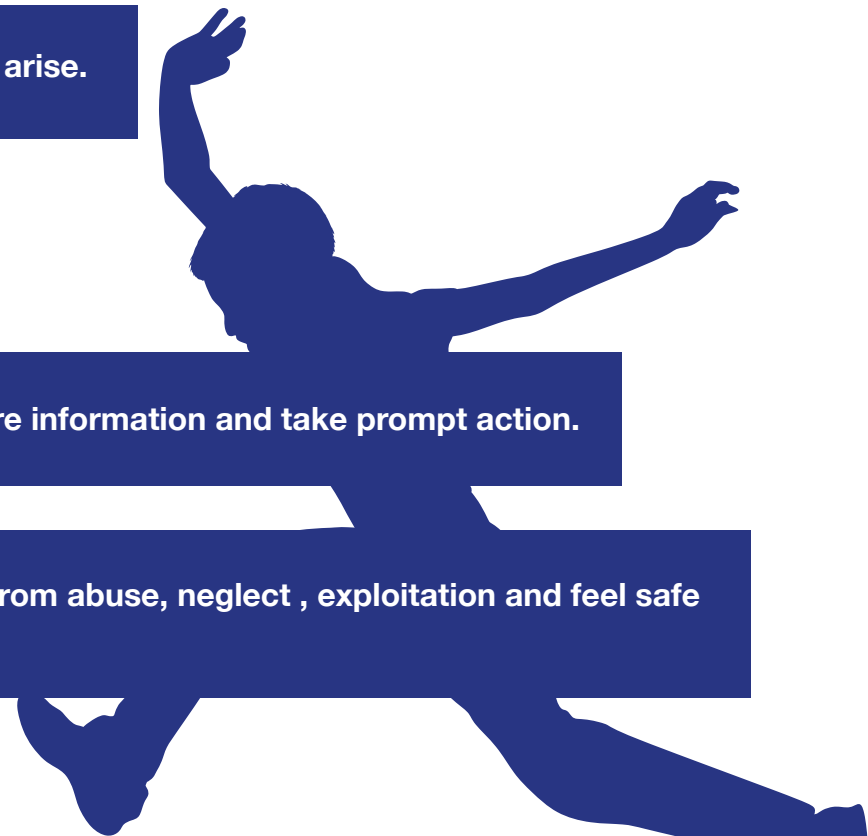 arise.
re information and take prompt action.
rom abuse, neglect , exploitation and feel safe